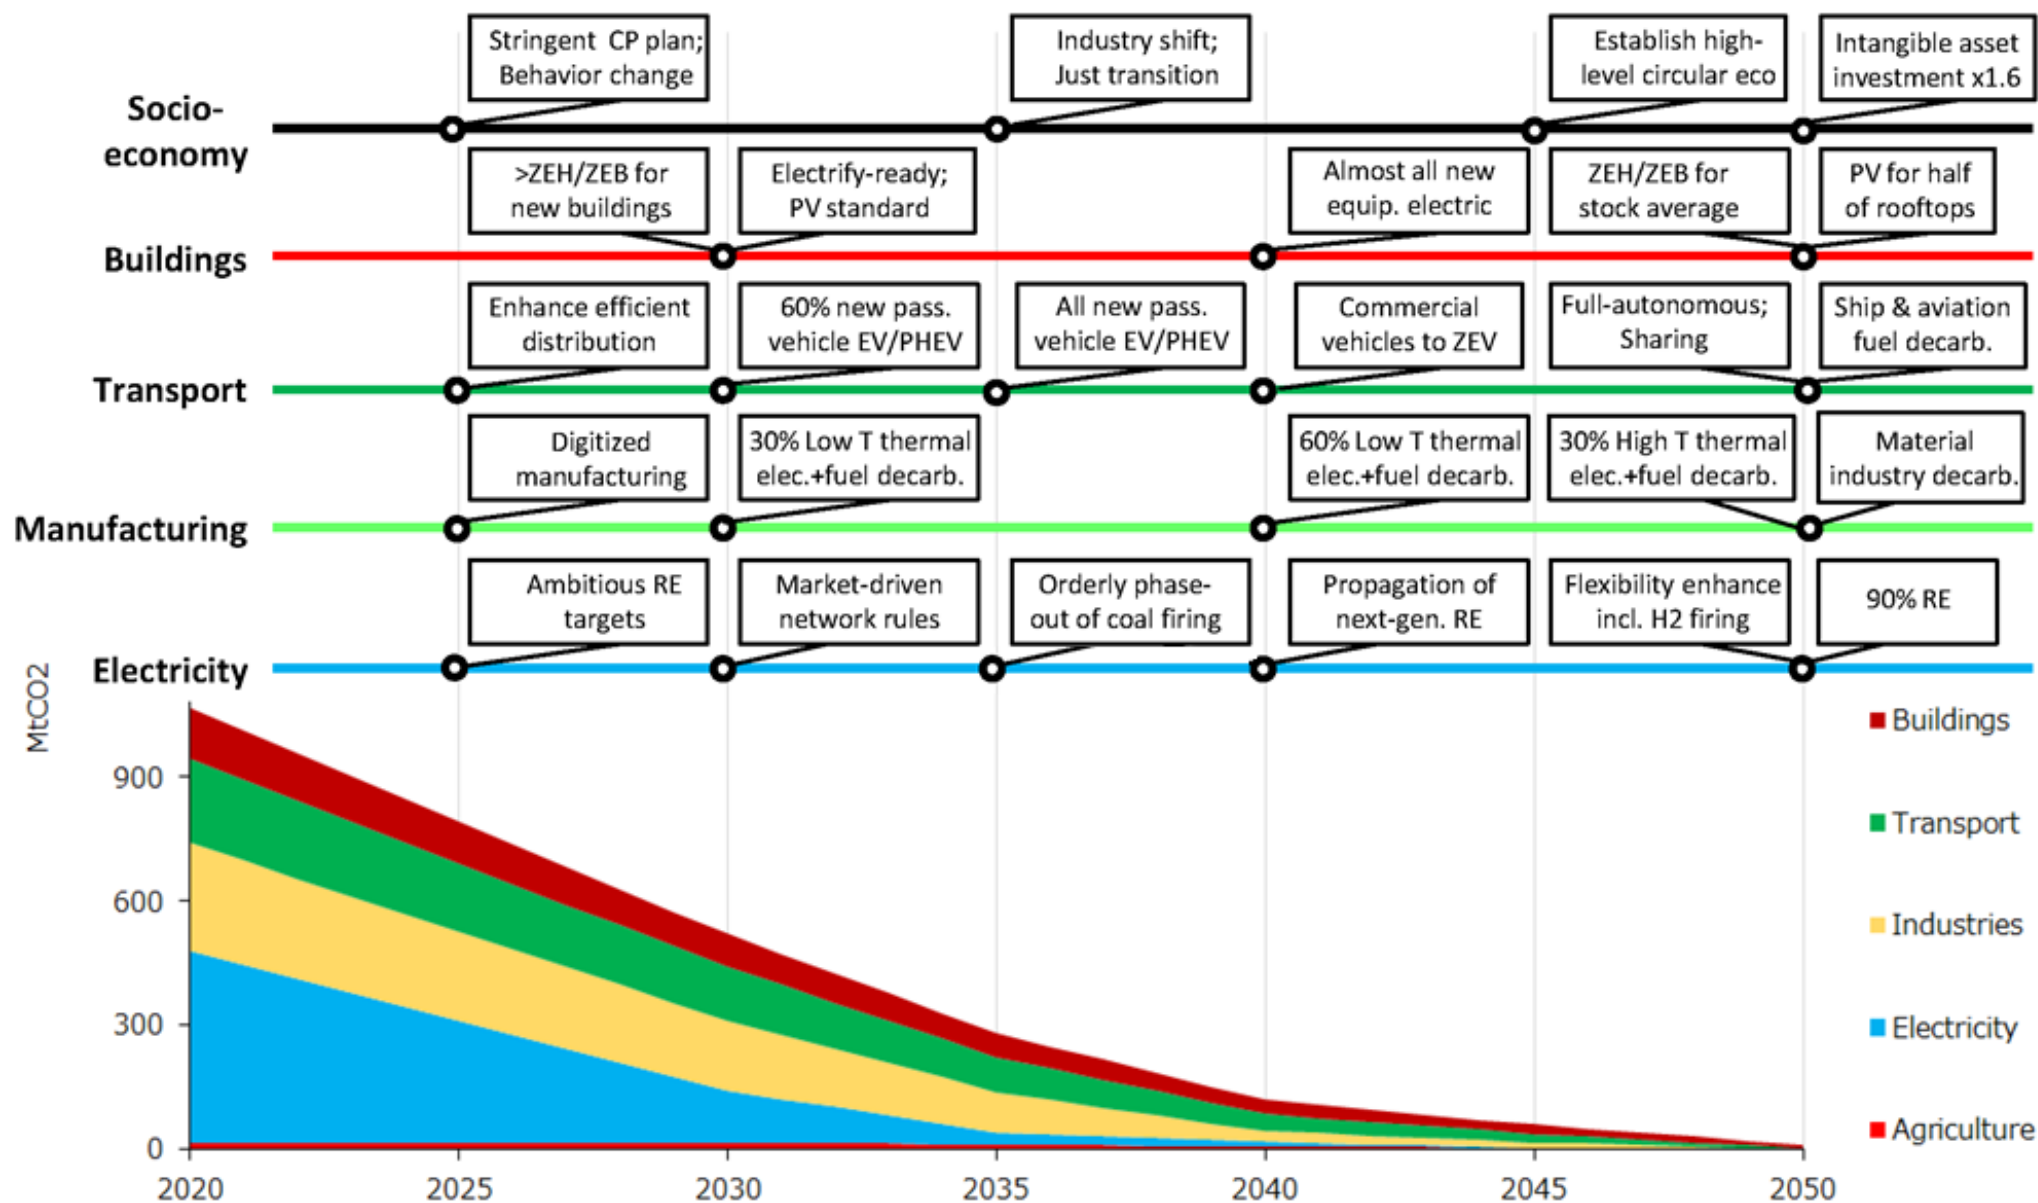 Stringent CP plan;
Behavior change
Industry shift;
Just transition
Establish high-
level circular eco
Intangible asset
investment x1.6
Socio-
economy
>ZEH/ZEB for
new buildings
Electrify-ready;
PV standard
Almost all new
equip. electric
ZEH/ZEB for
stock average
PV for half
of rooftops
Buildings
Enhance efficient
distribution
60% new pass.
vehicle EV/PHEV
All new pass.
vehicle EV/PHEV
Commercial
vehicles to ZEV
Full-autonomous;
Sharing
Ship & aviation
fuel decarb.
Transport
Digitized
manufacturing
30% Low T thermal
elec.+fuel decarb.
60% Low T thermal
elec.+fuel decarb.
30% High T thermal
elec.+fuel decarb.
Material
industry decarb.
Manufacturing
Ambitious RE
targets
Market-driven
network rules
Orderly phase-
out of coal firing
Propagation of
next-gen. RE
Flexibility enhance
incl. H2 firing
90% RE
Electricity
MtCO2
900
600
300
0
2020
2025
2030
2035
2040
2045
2050
Buildings
Transport
Industries
Electricity
Agriculture